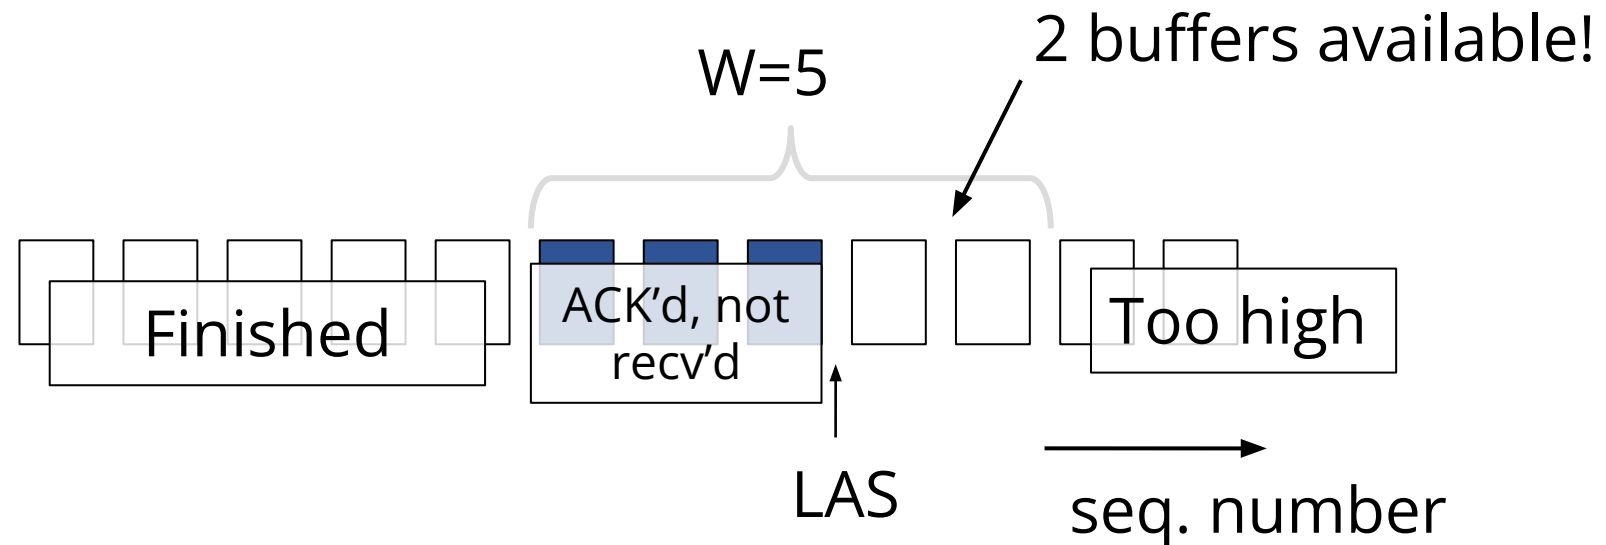 2 buffers available!
W=5
Finished
ACK’d, not
recv’d
Too high
LAS
seq. number